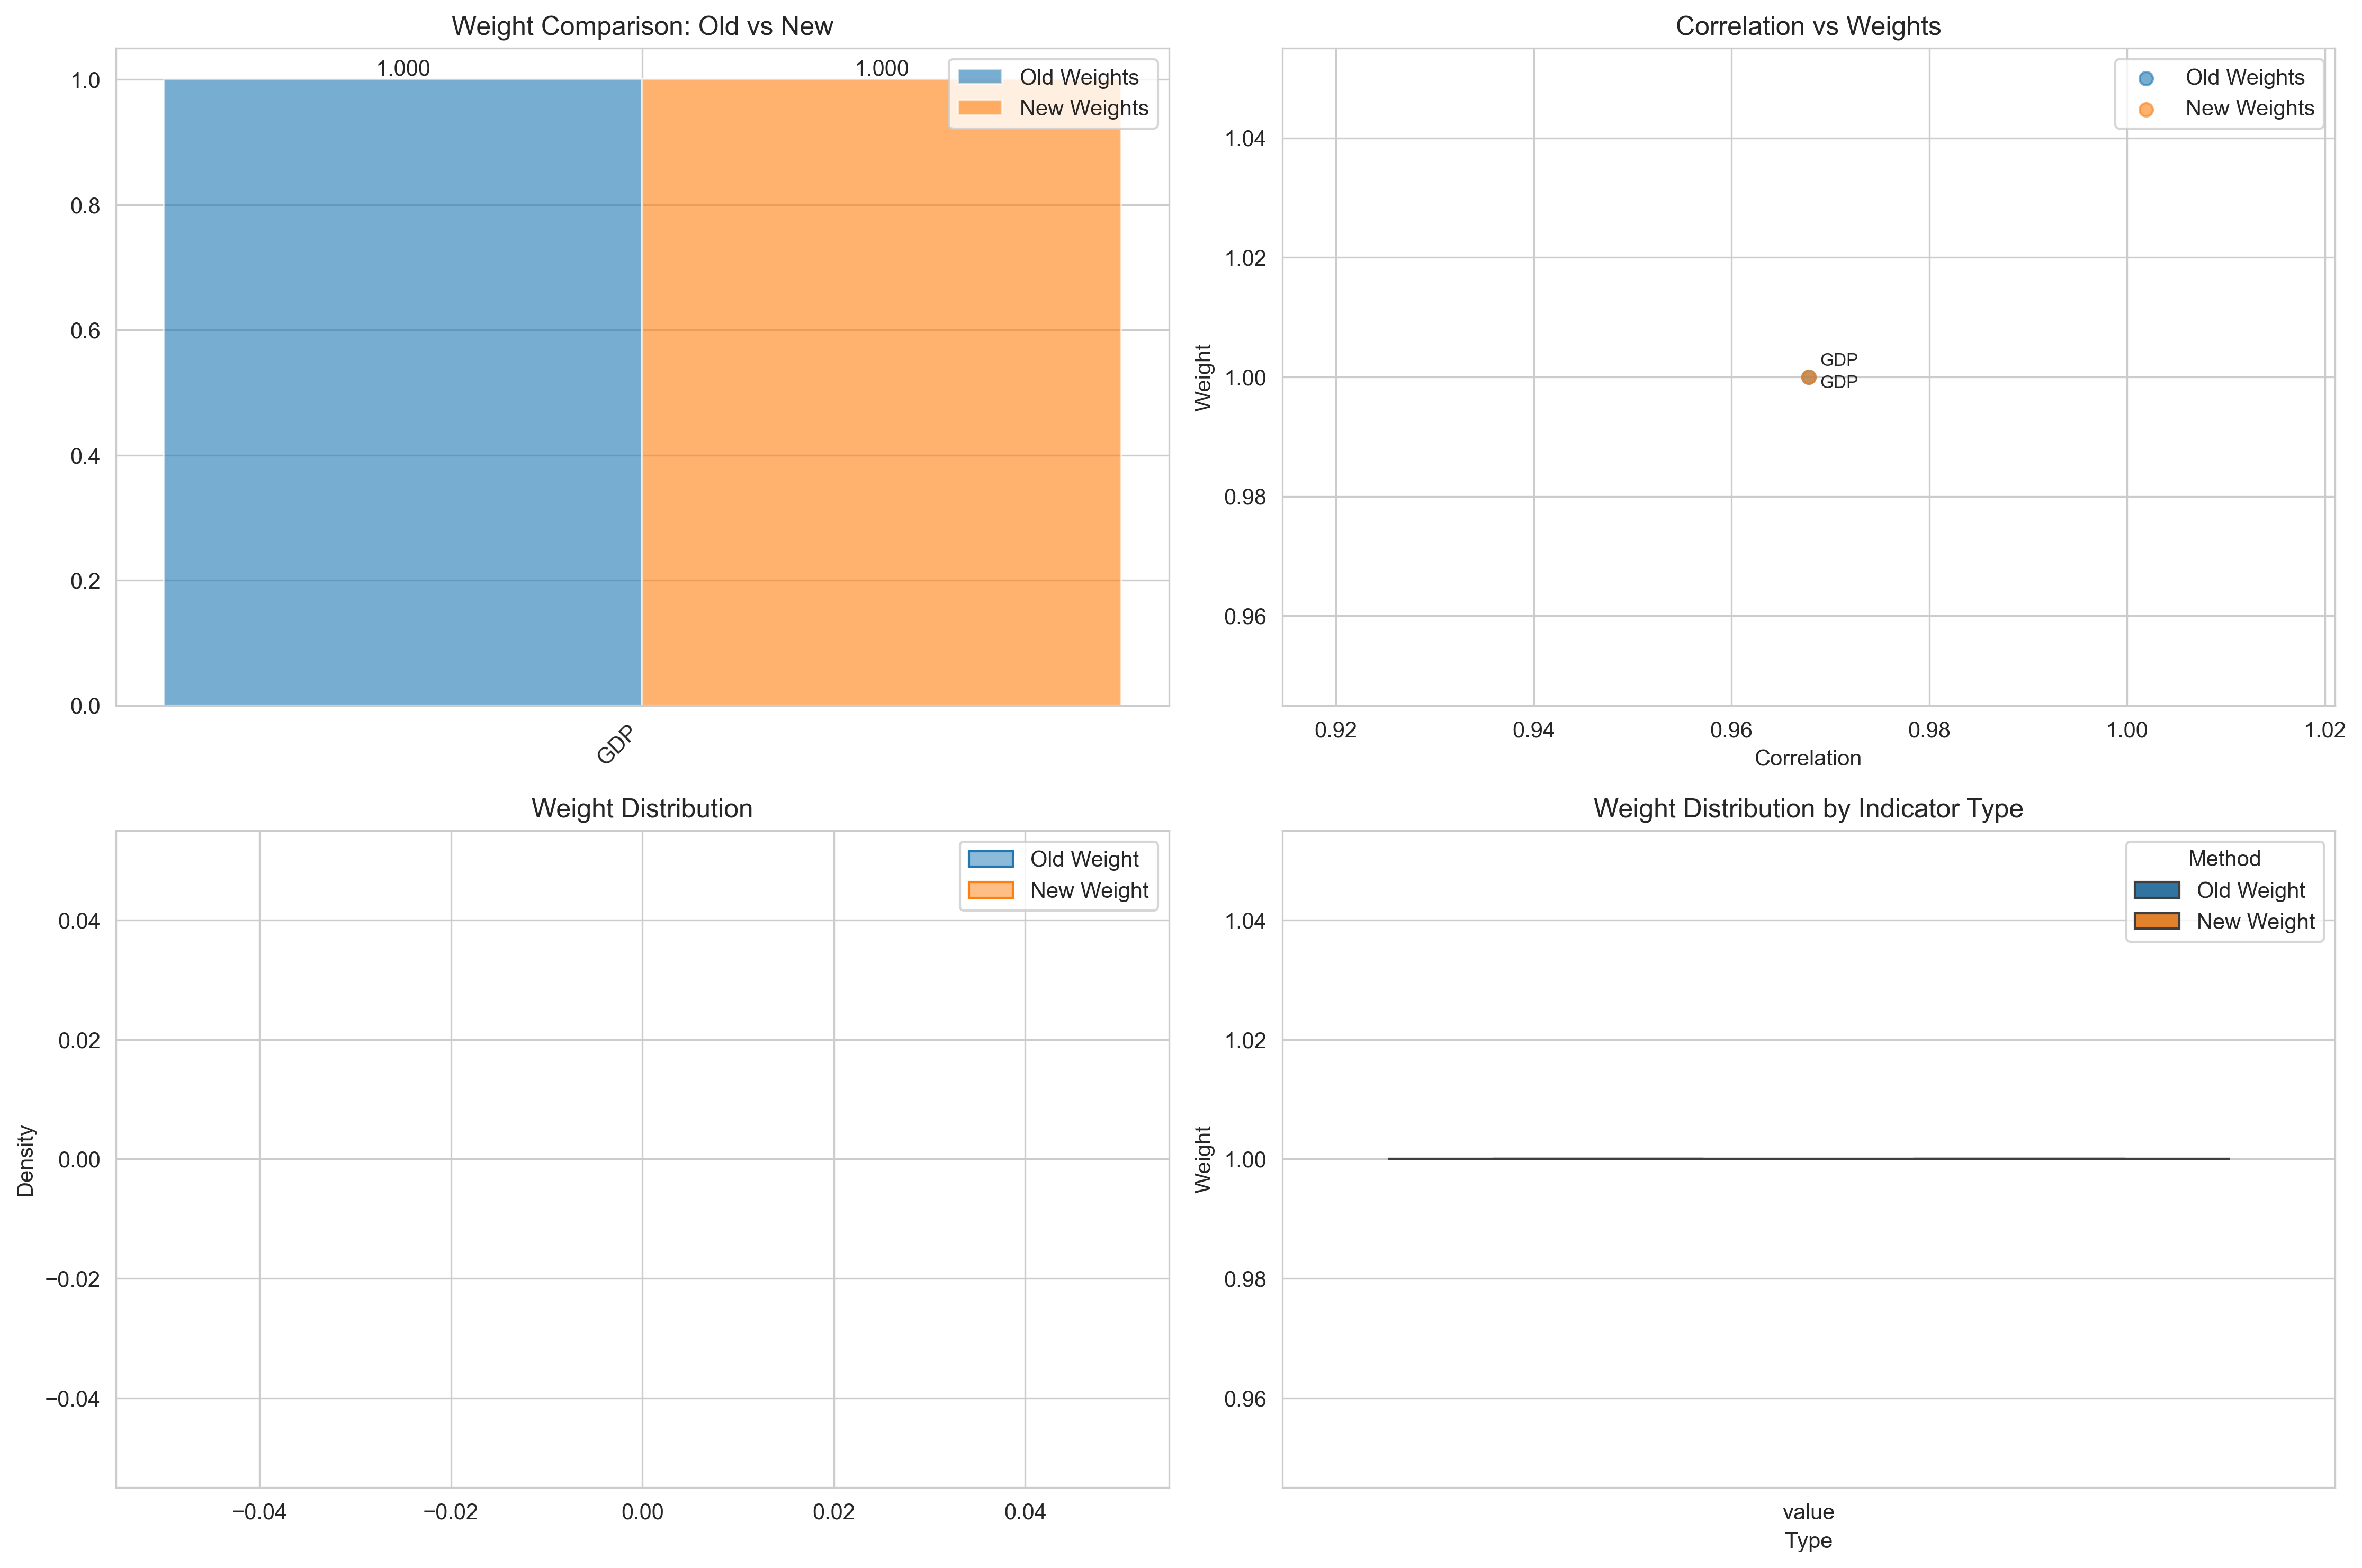 Weight Comparison: Old vs New
1.000
1.000
Old Weights
New Weights
1.0
0.8
0.6
0.4
0.2
0.0
GDP
Correlation vs Weights
Old Weights
New Weights
Weight
1.04
1.02
1.00
0.98
0.96
GDP
GDP
0.92
0.94
0.96
0.98
1.00
1.02
Correlation
Weight Distribution
Old Weight
New Weight
Density
0.04
0.02
0.00
−0.02
−0.04
−0.04
−0.02
0.00
0.02
0.04
Weight Distribution by Indicator Type
Method
Old Weight
New Weight
Weight
1.04
1.02
1.00
0.98
0.96
value
Type